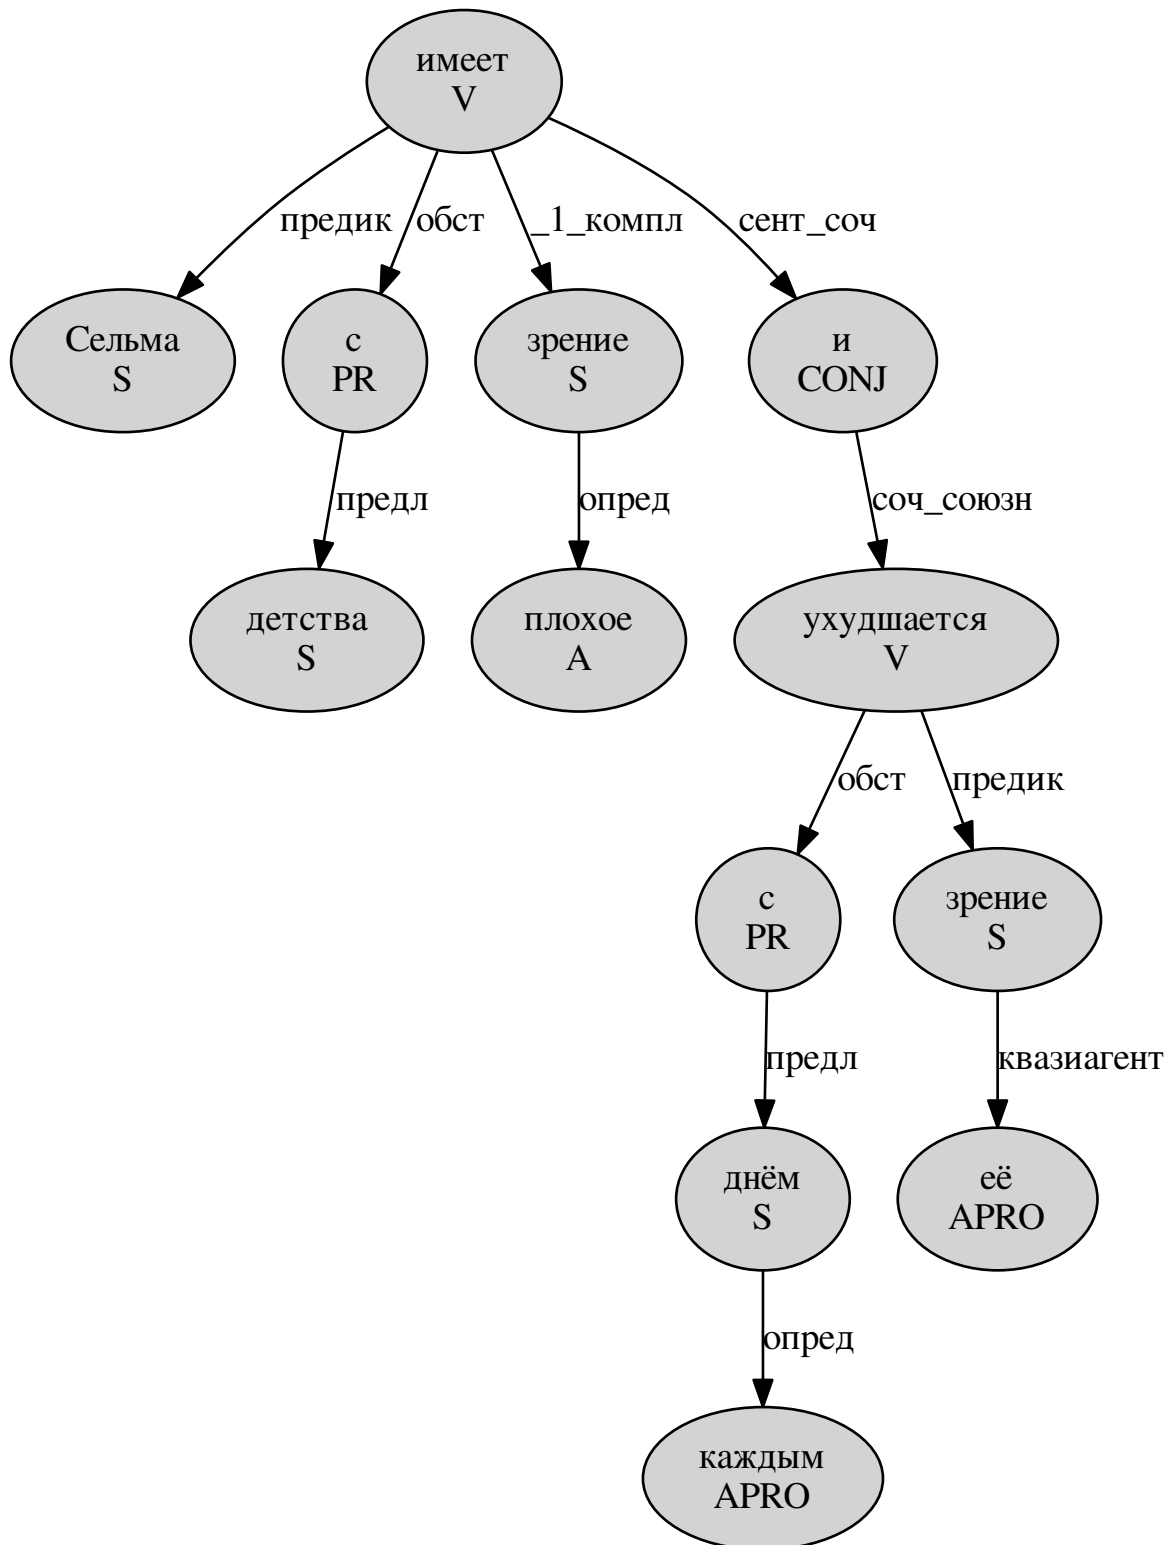 имеет
V
предик
обст
_1_компл
сент_соч
Сельма
S
с
PR
зрение
S
и
CONJ
предл
опред
соч_союзн
детства
S
плохое
A
ухудшается
V
обст
предик
с
PR
зрение
S
предл
квазиагент
днём
S
её
APRO
опред
каждым
APRO